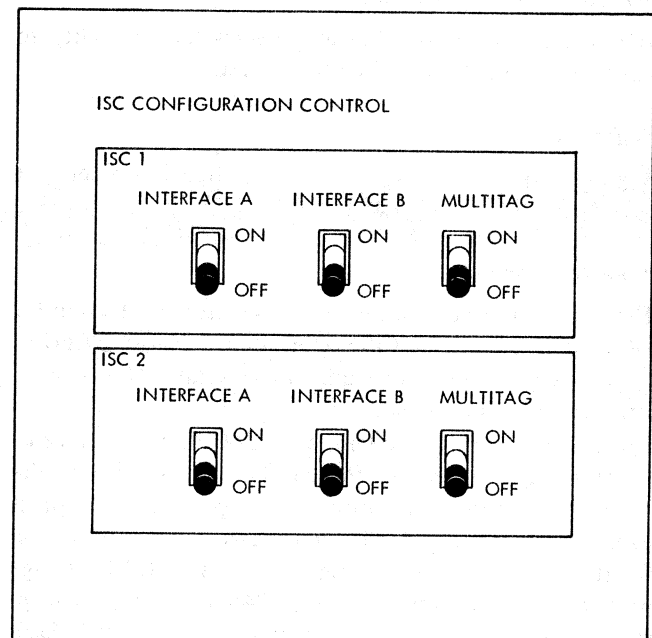 ISC CONFIGURATION CONTROL
ISC 1
INTERFACE A INTERFACE B MULTITAG
ON ON ON
OFF OFF OFF
ISC 2
INTERFACE A INTERFACE B MULTITAG
ON ON ON
OFF OFF OFF